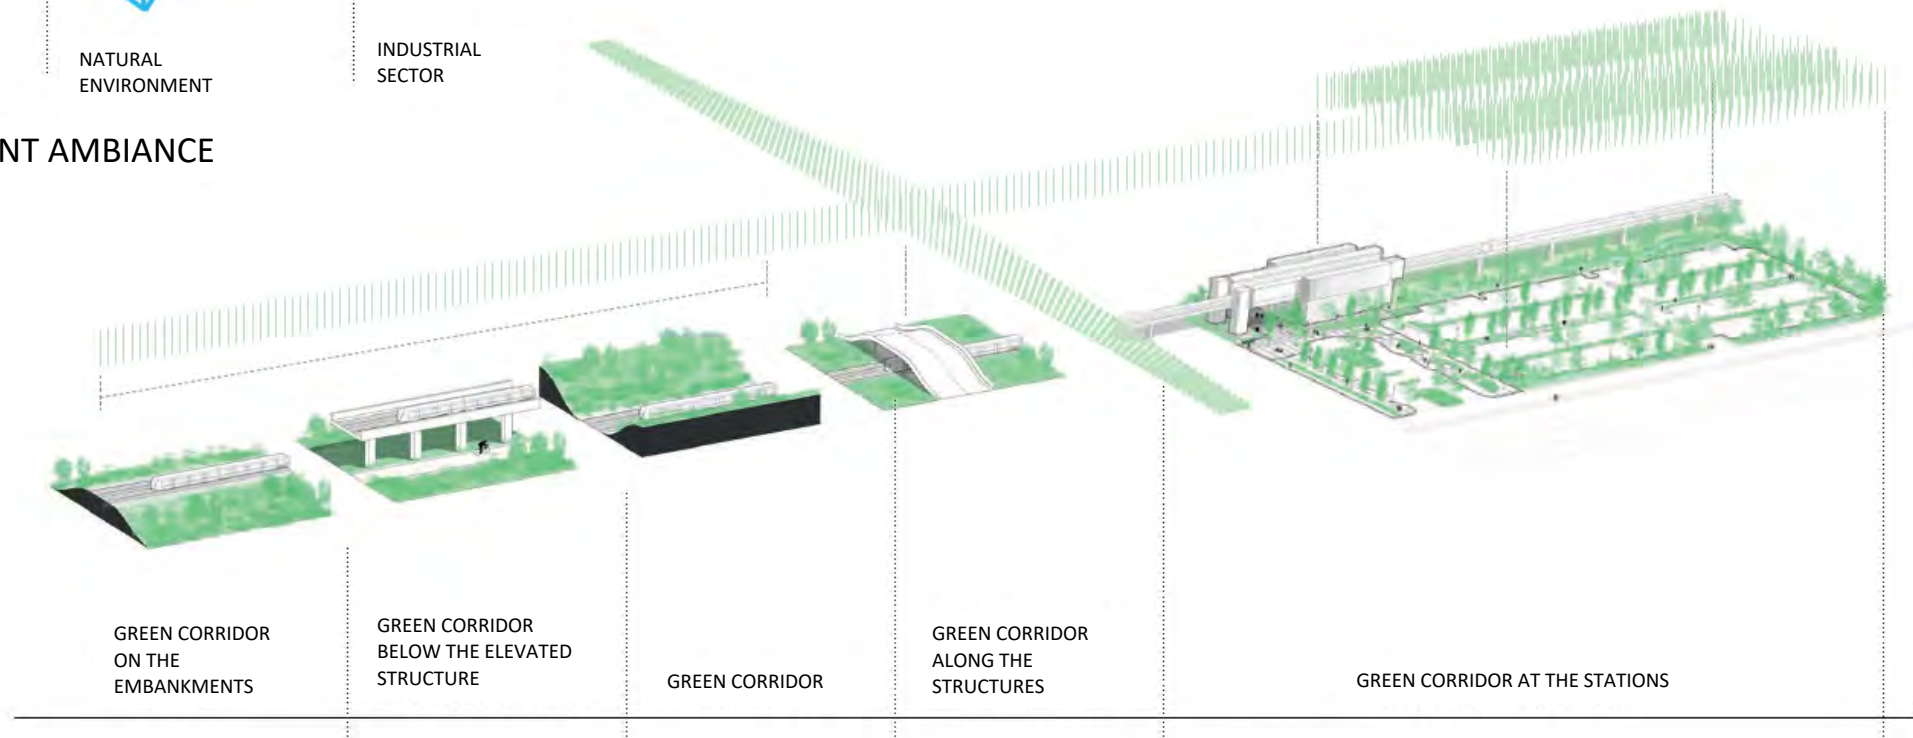 NATURAL
ENVIRONMENT
INDUSTRIAL
SECTOR
NT AMBIANCE
GREEN CORRIDOR
ON THE
EMBANKMENTS
GREEN CORRIDOR
BELOW THE ELEVATED
STRUCTURE
GREEN CORRIDOR
GREEN CORRIDOR
ALONG THE
STRUCTURES
GREEN CORRIDOR AT THE STATIONS